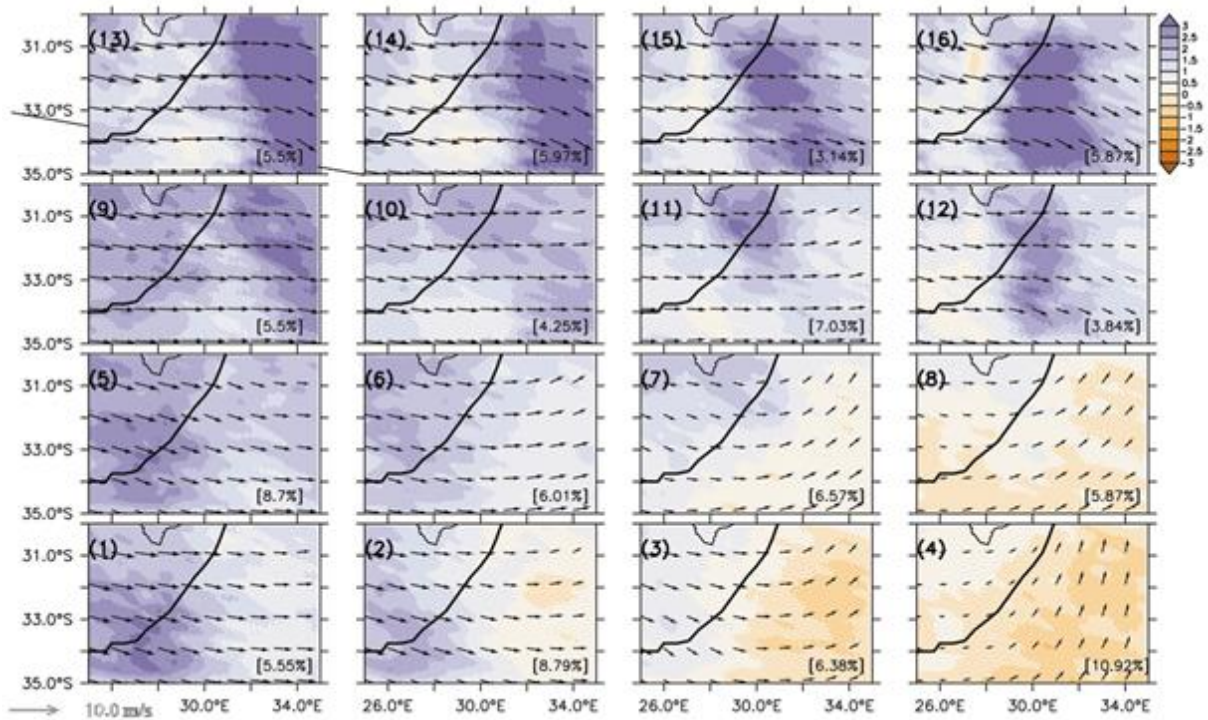 (13) (14) (15) (16)
31.0°S
33.0°S
35.0°S
[5.5%] [5.97%] [3.14%] [5.87%]
3
2.5
2
1.5
1
0.5
0
-0.5
-1
-1.5
-2
-2.5
-3
(9) (10) (11) (12)
31.0°S
33.0°S
35.0°S
[5.5%] [4.25%] [7.03%] [3.84%]
(5) (6) (7) (8)
31.0°S
33.0°S
35.0°S
[8.7%] [6.01%] [6.57%] [5.87%]
(1) (2) (3) (4)
31.0°S
33.0°S
35.0°S
[5.55%] [8.79%] [6.38%] [10.92%]
10.0 m/s 30.0°E 34.0°E 26.0°E 30.0°E 34.0°E 26.0°E 30.0°E 34.0°E 26.0°E 30.0°E 34.0°E